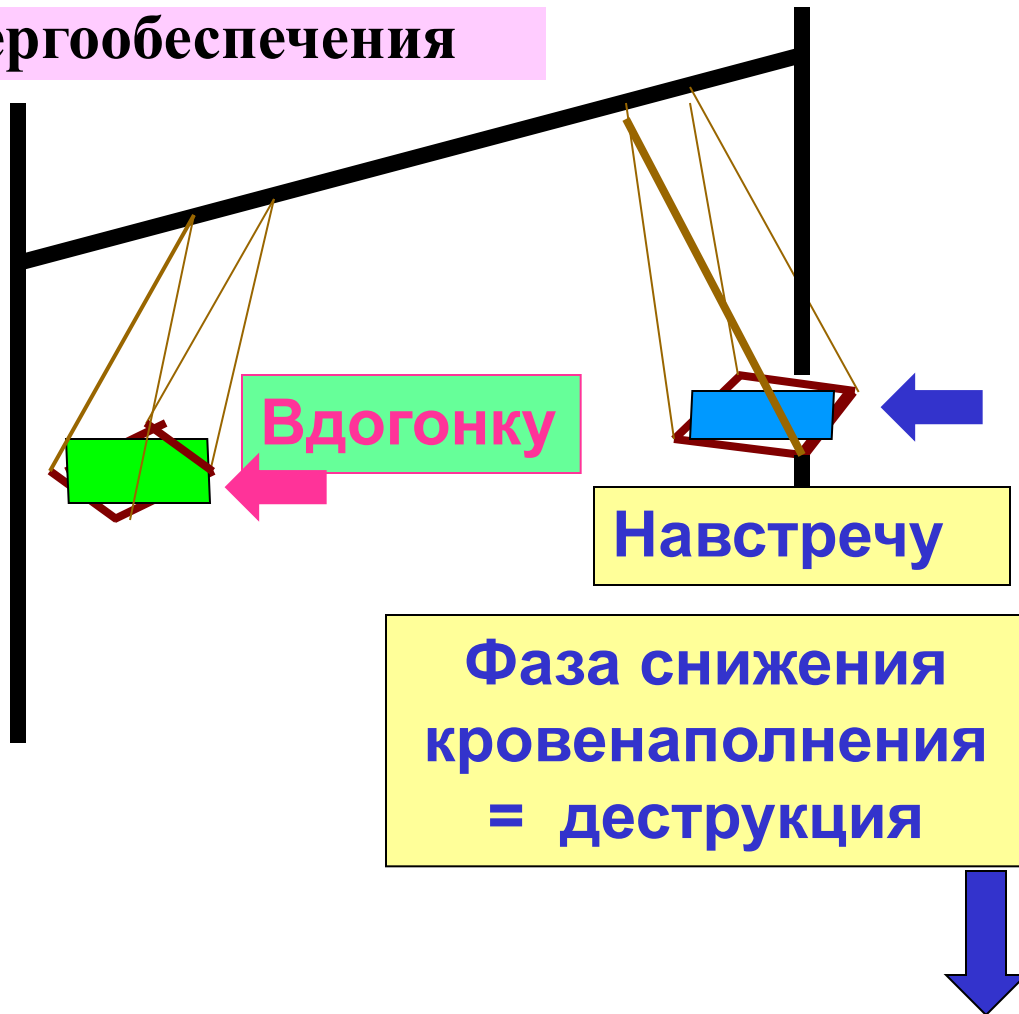 ергообеспечения
Вдогонку
Навстречу
Фаза снижения
кровенаполнения
= деструкция